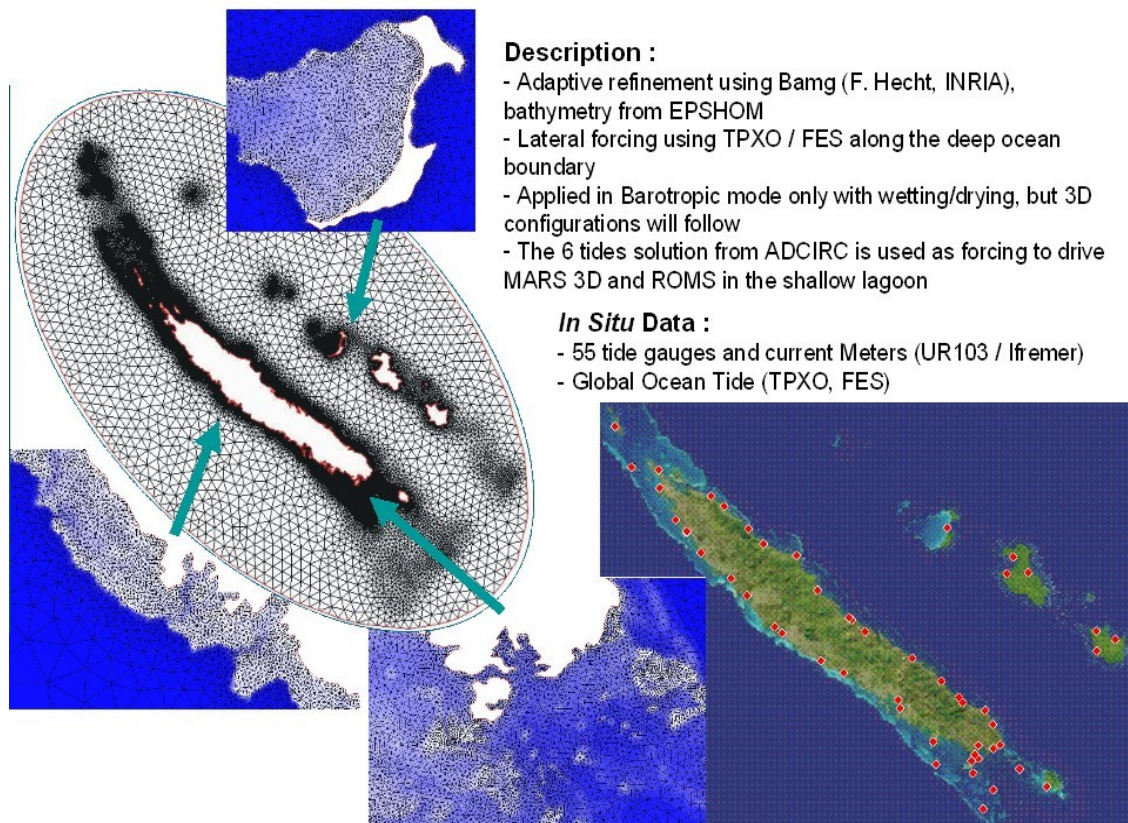 Description :
- Adaptive refinement using Bamg (F. Hecht, INRIA),
bathymetry from EPSHOM
- Lateral forcing using TPXO / FES along the deep ocean
boundary
- Applied in Barotropic mode only with wetting/drying, but 3D
configurations will follow
- The 6 tides solution from ADCIRC is used as forcing to drive
MARS 3D and ROMS in the shallow lagoon
In Situ Data :
- 55 tide gauges and current Meters (UR103 / Ifremer)
- Global Ocean Tide (TPXO, FES)